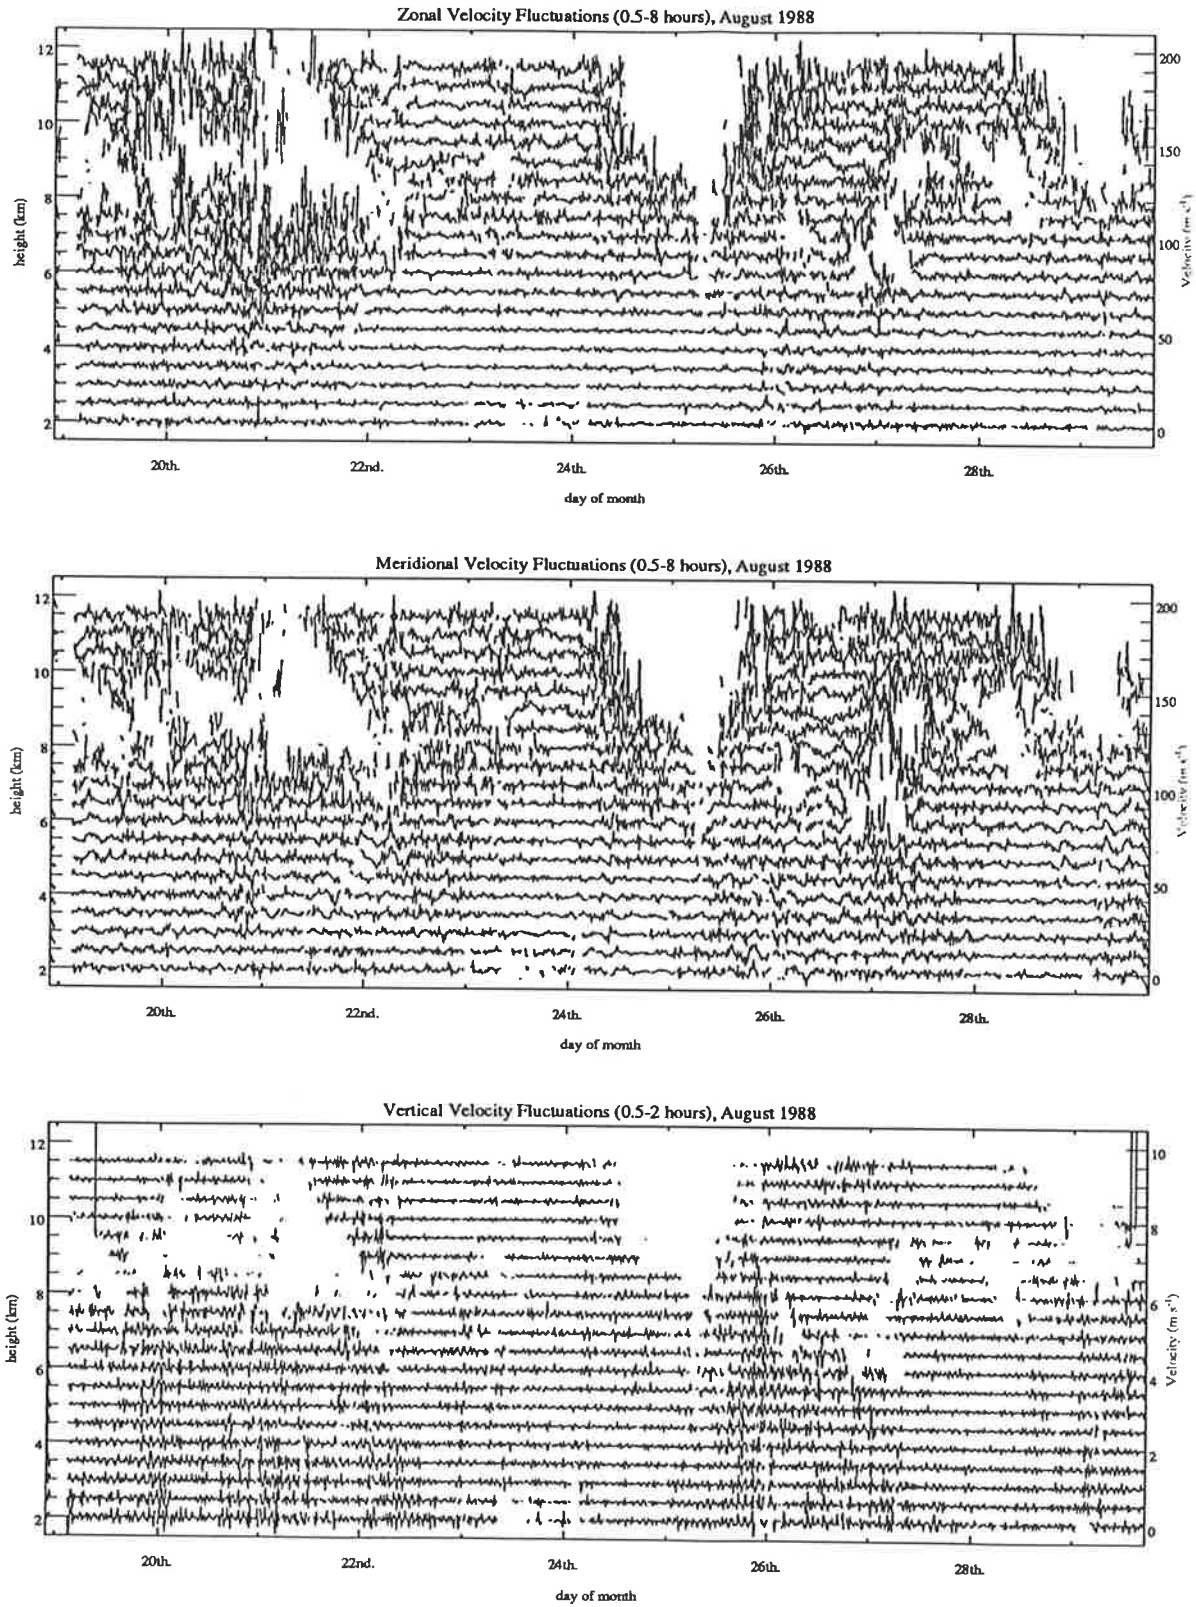 Zonal Velocity Fluctuations (0.5-8 hours), August 1988
12
10
8
6
4
2
height (km)
200
150
100
50
0
Velocity (m s⁻¹)
20th.
22nd.
24th.
26th.
28th.
day of month
Meridional Velocity Fluctuations (0.5-8 hours), August 1988
12
10
8
6
4
2
height (km)
200
150
100
50
0
Velocity (m s⁻¹)
20th.
22nd.
24th.
26th.
28th.
day of month
Vertical Velocity Fluctuations (0.5-2 hours), August 1988
12
10
8
6
4
2
height (km)
10
8
6
4
2
0
Velocity (m s⁻¹)
20th.
22nd.
24th.
26th.
28th.
day of month